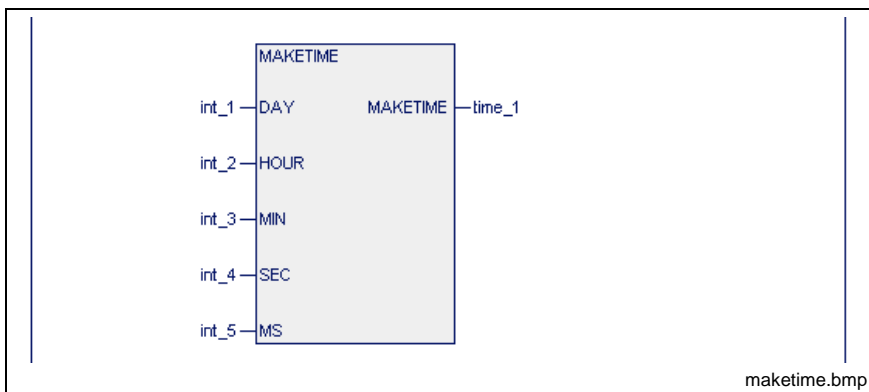 MAKETIME
int_1 DAY MAKETIME time_1
int_2 HOUR
int_3 MIN
int_4 SEC
int_5 MS
maketime.bmp